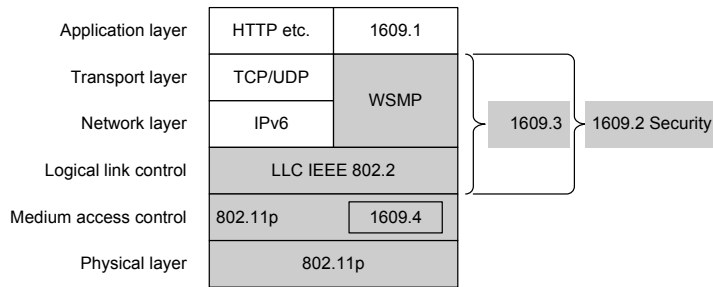 Application layer HTTP etc. 1609.1
Transport layer TCP/UDP
WSMP
Network layer IPv6 1609.3 1609.2 Security
Logical link control LLC IEEE 802.2
Medium access control 802.11p 1609.4
Physical layer 802.11p